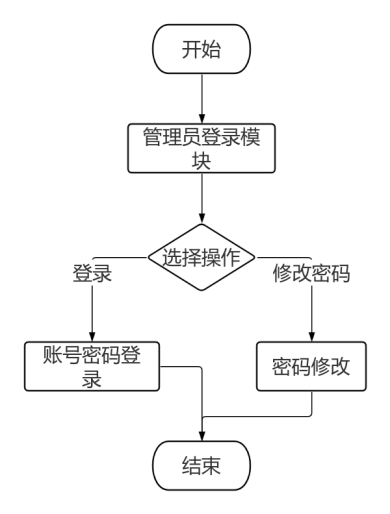 开始
管理员登录模
块
选择操作
登录
修改密码
账号密码登
录
密码修改
结束